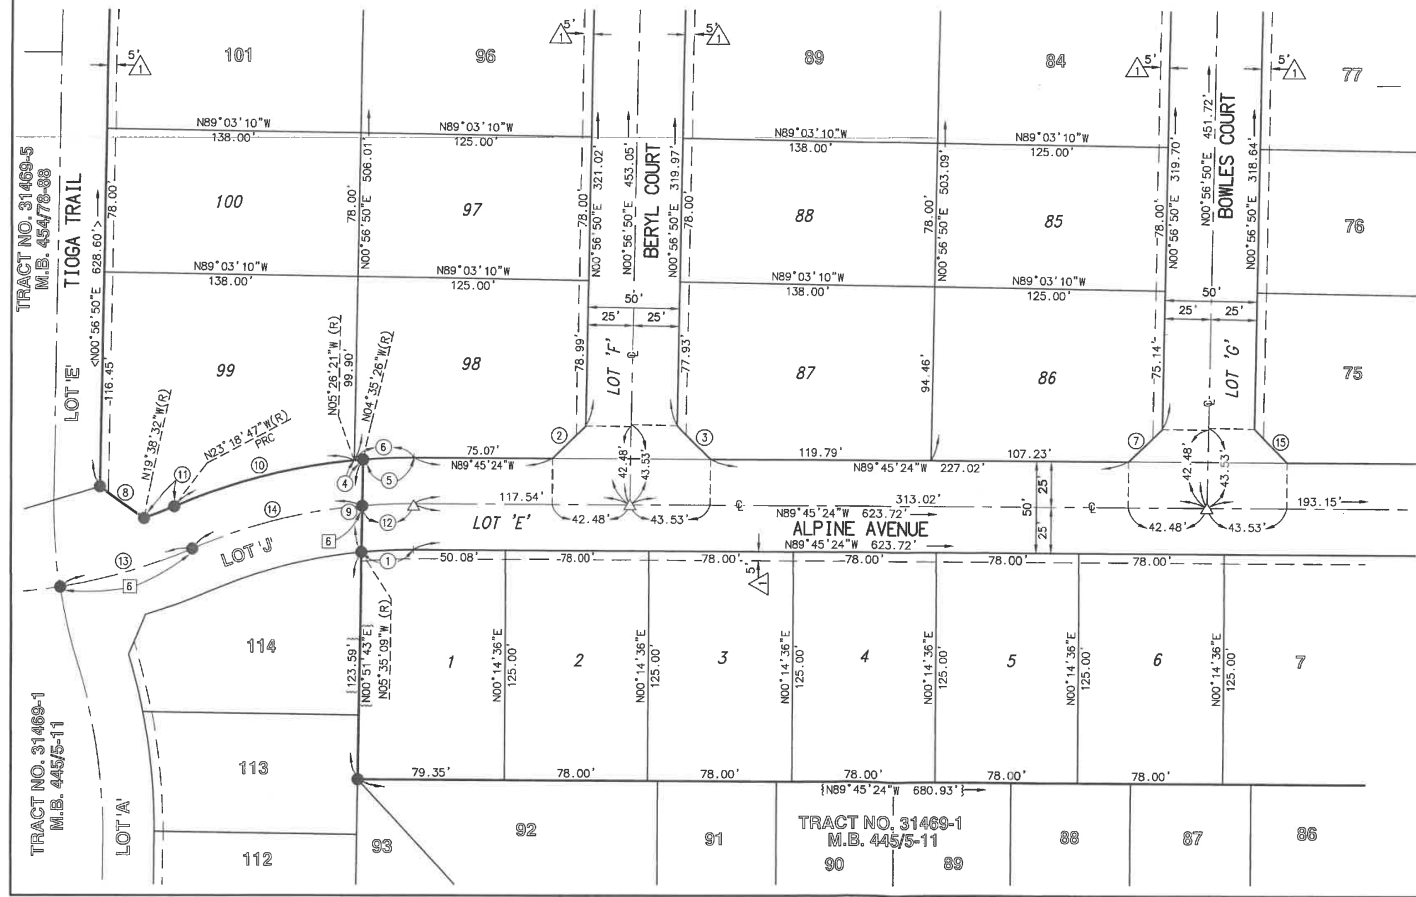 101
96
89
84
77
5'
1
5'
1
5'
1
5'
1
5'
1
N89°03'10"W
138.00'
N89°03'10"W
125.00'
N89°03'10"W
138.00'
N89°03'10"W
125.00'
TRACT NO. 31469-5
M.B. 454/78-88
TIOGA TRAIL
<N00°56'50"E 628.60'>
78.00'
100
78.00'
N00°56'50"E 506.01'
97
78.00'
N00°56'50"E 321.02'
N00°56'50"E 453.05'
BERYL COURT
N00°56'50"E 319.97'
78.00'
88
78.00'
N00°56'50"E 503.09'
85
78.00'
N00°56'50"E 319.70'
N00°56'50"E 451.72'
BOWLES COURT
N00°56'50"E 318.64'
76
N89°03'10"W
138.00'
N89°03'10"W
125.00'
N89°03'10"W
138.00'
N89°03'10"W
125.00'
50'
25'
25'
50'
25'
25'
LOT 'E'
116.45'
99
N05°26'21"W (R)
99.90'
N04°35'26"W(R)
98
78.99'
LOT 'F'
77.93'
87
94.46'
86
75.14'
LOT 'G'
75
N19°38'32"W(R)
N23°18'47"W(R)
PRC
8
11
10
4
6
5
75.07'
N89°45'24"W
2
42.48'
43.53'
3
119.79'
N89°45'24"W 227.02'
107.23'
7
42.48'
43.53'
15
14
9
12
6
117.54'
LOT 'E'
42.48'
43.53'
313.02'
N89°45'24"W 623.72'
ALPINE AVENUE
N89°45'24"W 623.72'
25'
50'
25'
42.48'
43.53'
193.15'
13
6
LOT 'J'
1
50.08'
78.00'
78.00'
5'
1
78.00'
78.00'
78.00'
114
{123.59'}
{N00°51'43"E}
N05°35'09"W (R)
1
N00°14'36"E
125.00'
2
N00°14'36"E
125.00'
3
N00°14'36"E
125.00'
4
N00°14'36"E
125.00'
5
N00°14'36"E
125.00'
6
N00°14'36"E
125.00'
7
TRACT NO. 31469-1
M.B. 445/5-11
LOT 'A'
113
79.35'
78.00'
78.00'
78.00'
78.00'
78.00'
{N89°45'24"W 680.93'}
112
93
92
91
TRACT NO. 31469-1
M.B. 445/5-11
90
89
88
87
86